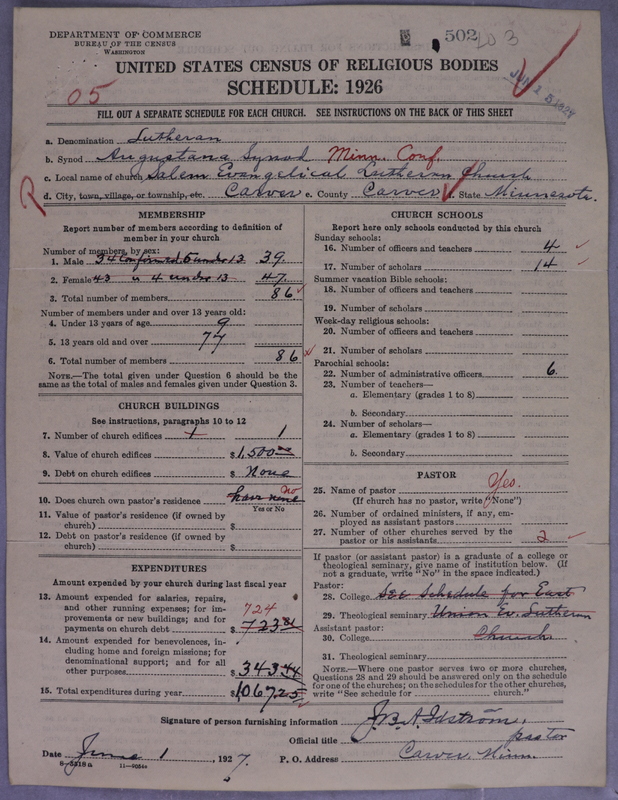 DEPARTMENT OF COMMERCE
BUREAU OF THE CENSUS
WASHINGTON
502
203
UNITED STATES CENSUS OF RELIGIOUS BODIES
SCHEDULE: 1926
05
FILL OUT A SEPARATE SCHEDULE FOR EACH CHURCH. SEE INSTRUCTIONS ON THE BACK OF THIS SHEET
a. Denomination Lutheran
b. Synod Augustana Synod Minn. Conf.
c. Local name of church Salem Evangelical Lutheran Church
R d. City, town, village, or township, etc. Carver e. County Carver f. State Minnesota.
MEMBERSHIP
Report number of members according to definition of
member in your church
Number of members, by sex:
1. Male 34 confirmed 5 under 13 39.
2. Female 43 " 4 under 13 47.
3. Total number of members 86
Number of members under and over 13 years old:
4. Under 13 years of age 9
5. 13 years old and over 77
6. Total number of members 86
NOTE.—The total given under Question 6 should be the
same as the total of males and females given under Question 3.
CHURCH BUILDINGS
See instructions, paragraphs 10 to 12
7. Number of church edifices 1 1
8. Value of church edifices $1,500
9. Debt on church edifices $ None
10. Does church own pastor's residence have none No
Yes or No
11. Value of pastor's residence (if owned by
church) $
12. Debt on pastor's residence (if owned by
church) $
EXPENDITURES
Amount expended by your church during last fiscal year
13. Amount expended for salaries, repairs,
and other running expenses; for im-
provements or new buildings; and for
payments on church debt 724 $ 723 81
14. Amount expended for benevolences, in-
cluding home and foreign missions; for
denominational support; and for all
other purposes $ 343.44
15. Total expenditures during year $1067.25
CHURCH SCHOOLS
Report here only schools conducted by this church
Sunday schools:
16. Number of officers and teachers 4
17. Number of scholars 14
Summer vacation Bible schools:
18. Number of officers and teachers
19. Number of scholars
Week-day religious schools:
20. Number of officers and teachers
21. Number of scholars
Parochial schools:
22. Number of administrative officers 6
23. Number of teachers—
a. Elementary (grades 1 to 8)
b. Secondary
24. Number of scholars—
a. Elementary (grades 1 to 8)
b. Secondary
PASTOR
25. Name of pastor Yes.
(If church has no pastor, write "None")
26. Number of ordained ministers, if any, em-
ployed as assistant pastors
27. Number of other churches served by the
pastor or his assistants 2
If pastor (or assistant pastor) is a graduate of a college or
theological seminary, give name of institution below. (If
not a graduate, write "No" in the space indicated.)
Pastor:
28. College See Schedule for East
29. Theological seminary Union Ev. Lutheran
Assistant pastor:
30. College Church
31. Theological seminary
NOTE.—Where one pastor serves two or more churches,
Questions 28 and 29 should be answered only on the schedule
for one of the churches; on the schedules for the other churches,
write "See schedule for church."
Signature of person furnishing information J. B. A. Idström,
Official title pastor
Date June 1, 1927. P. O. Address Carver, Minn.
8-5318a